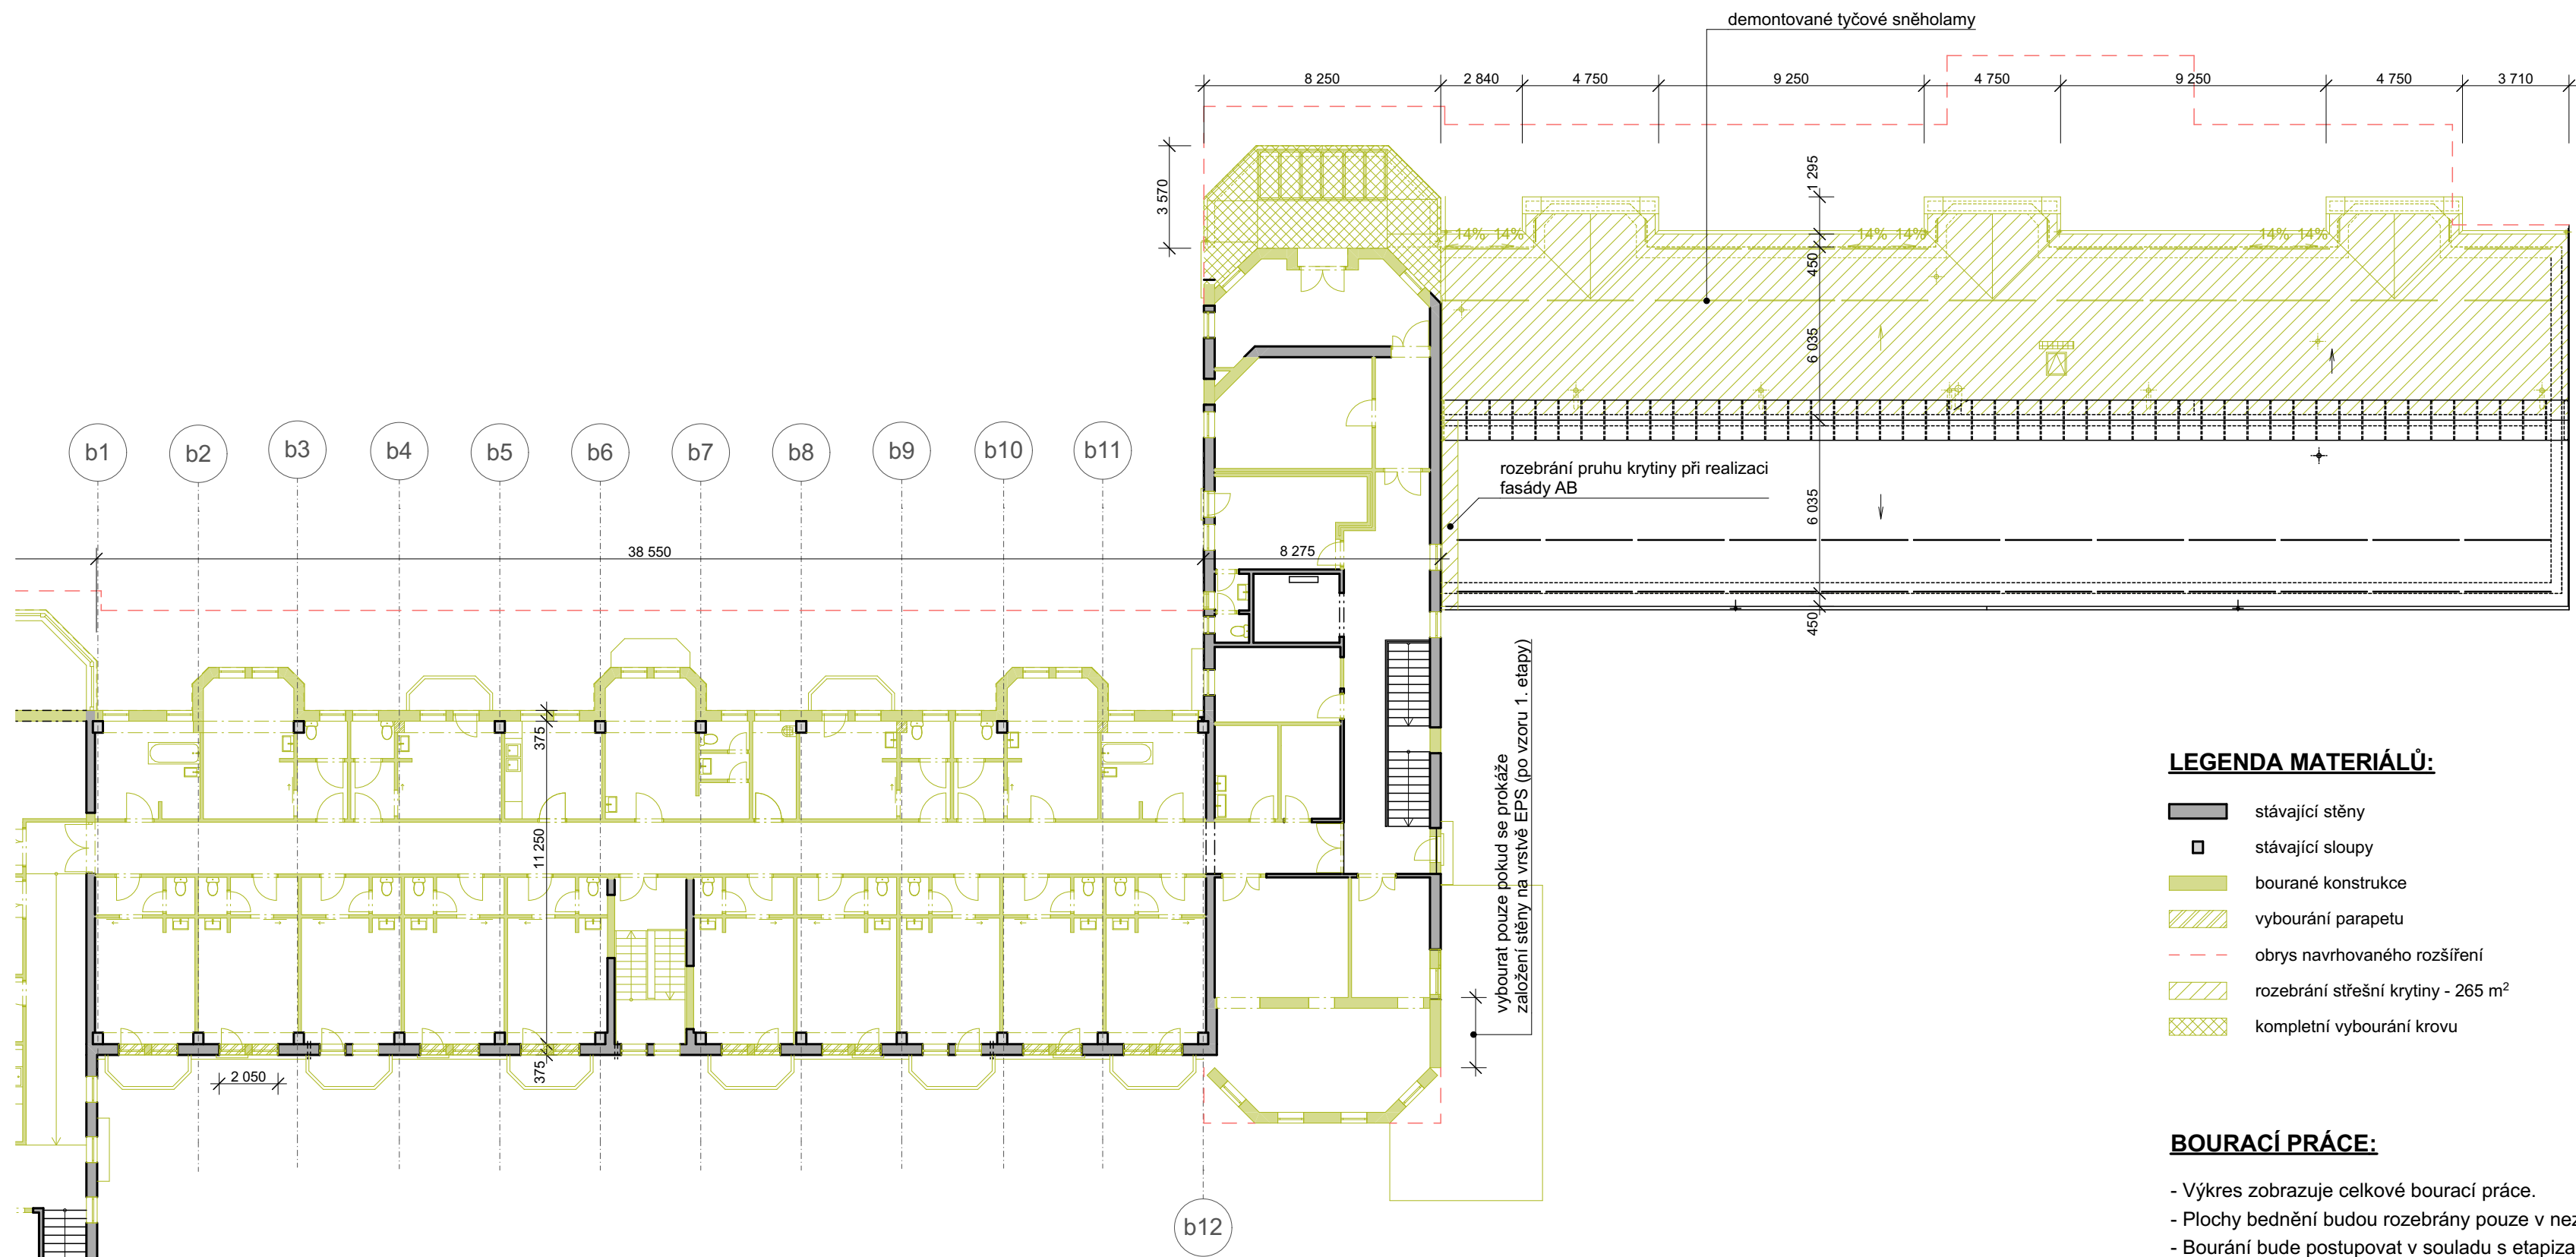 demontované tyčové sněholamy
8 250
2 840
4 750
9 250
4 750
9 250
4 750
3 710
3 570
1 295
14% 14%
14% 14%
14% 14%
450
6 035
b1
b2
b3
b4
b5
b6
b7
b8
b9
b10
b11
rozebrání pruhu krytiny při realizaci
fasády AB
6 035
38 550
8 275
450
vybourat pouze pokud se prokáže
založení stěny na vrstvě EPS (po vzoru 1. etapy)
375
11 250
375
2 050
b12
LEGENDA MATERIÁLŮ:
stávající stěny
stávající sloupy
bourané konstrukce
vybourání parapetu
obrys navrhovaného rozšíření
rozebrání střešní krytiny - 265 m²
kompletní vybourání krovu
BOURACÍ PRÁCE:
- Výkres zobrazuje celkové bourací práce.
- Plochy bednění budou rozebrány pouze v
- Bourání bude postupovat v souladu s